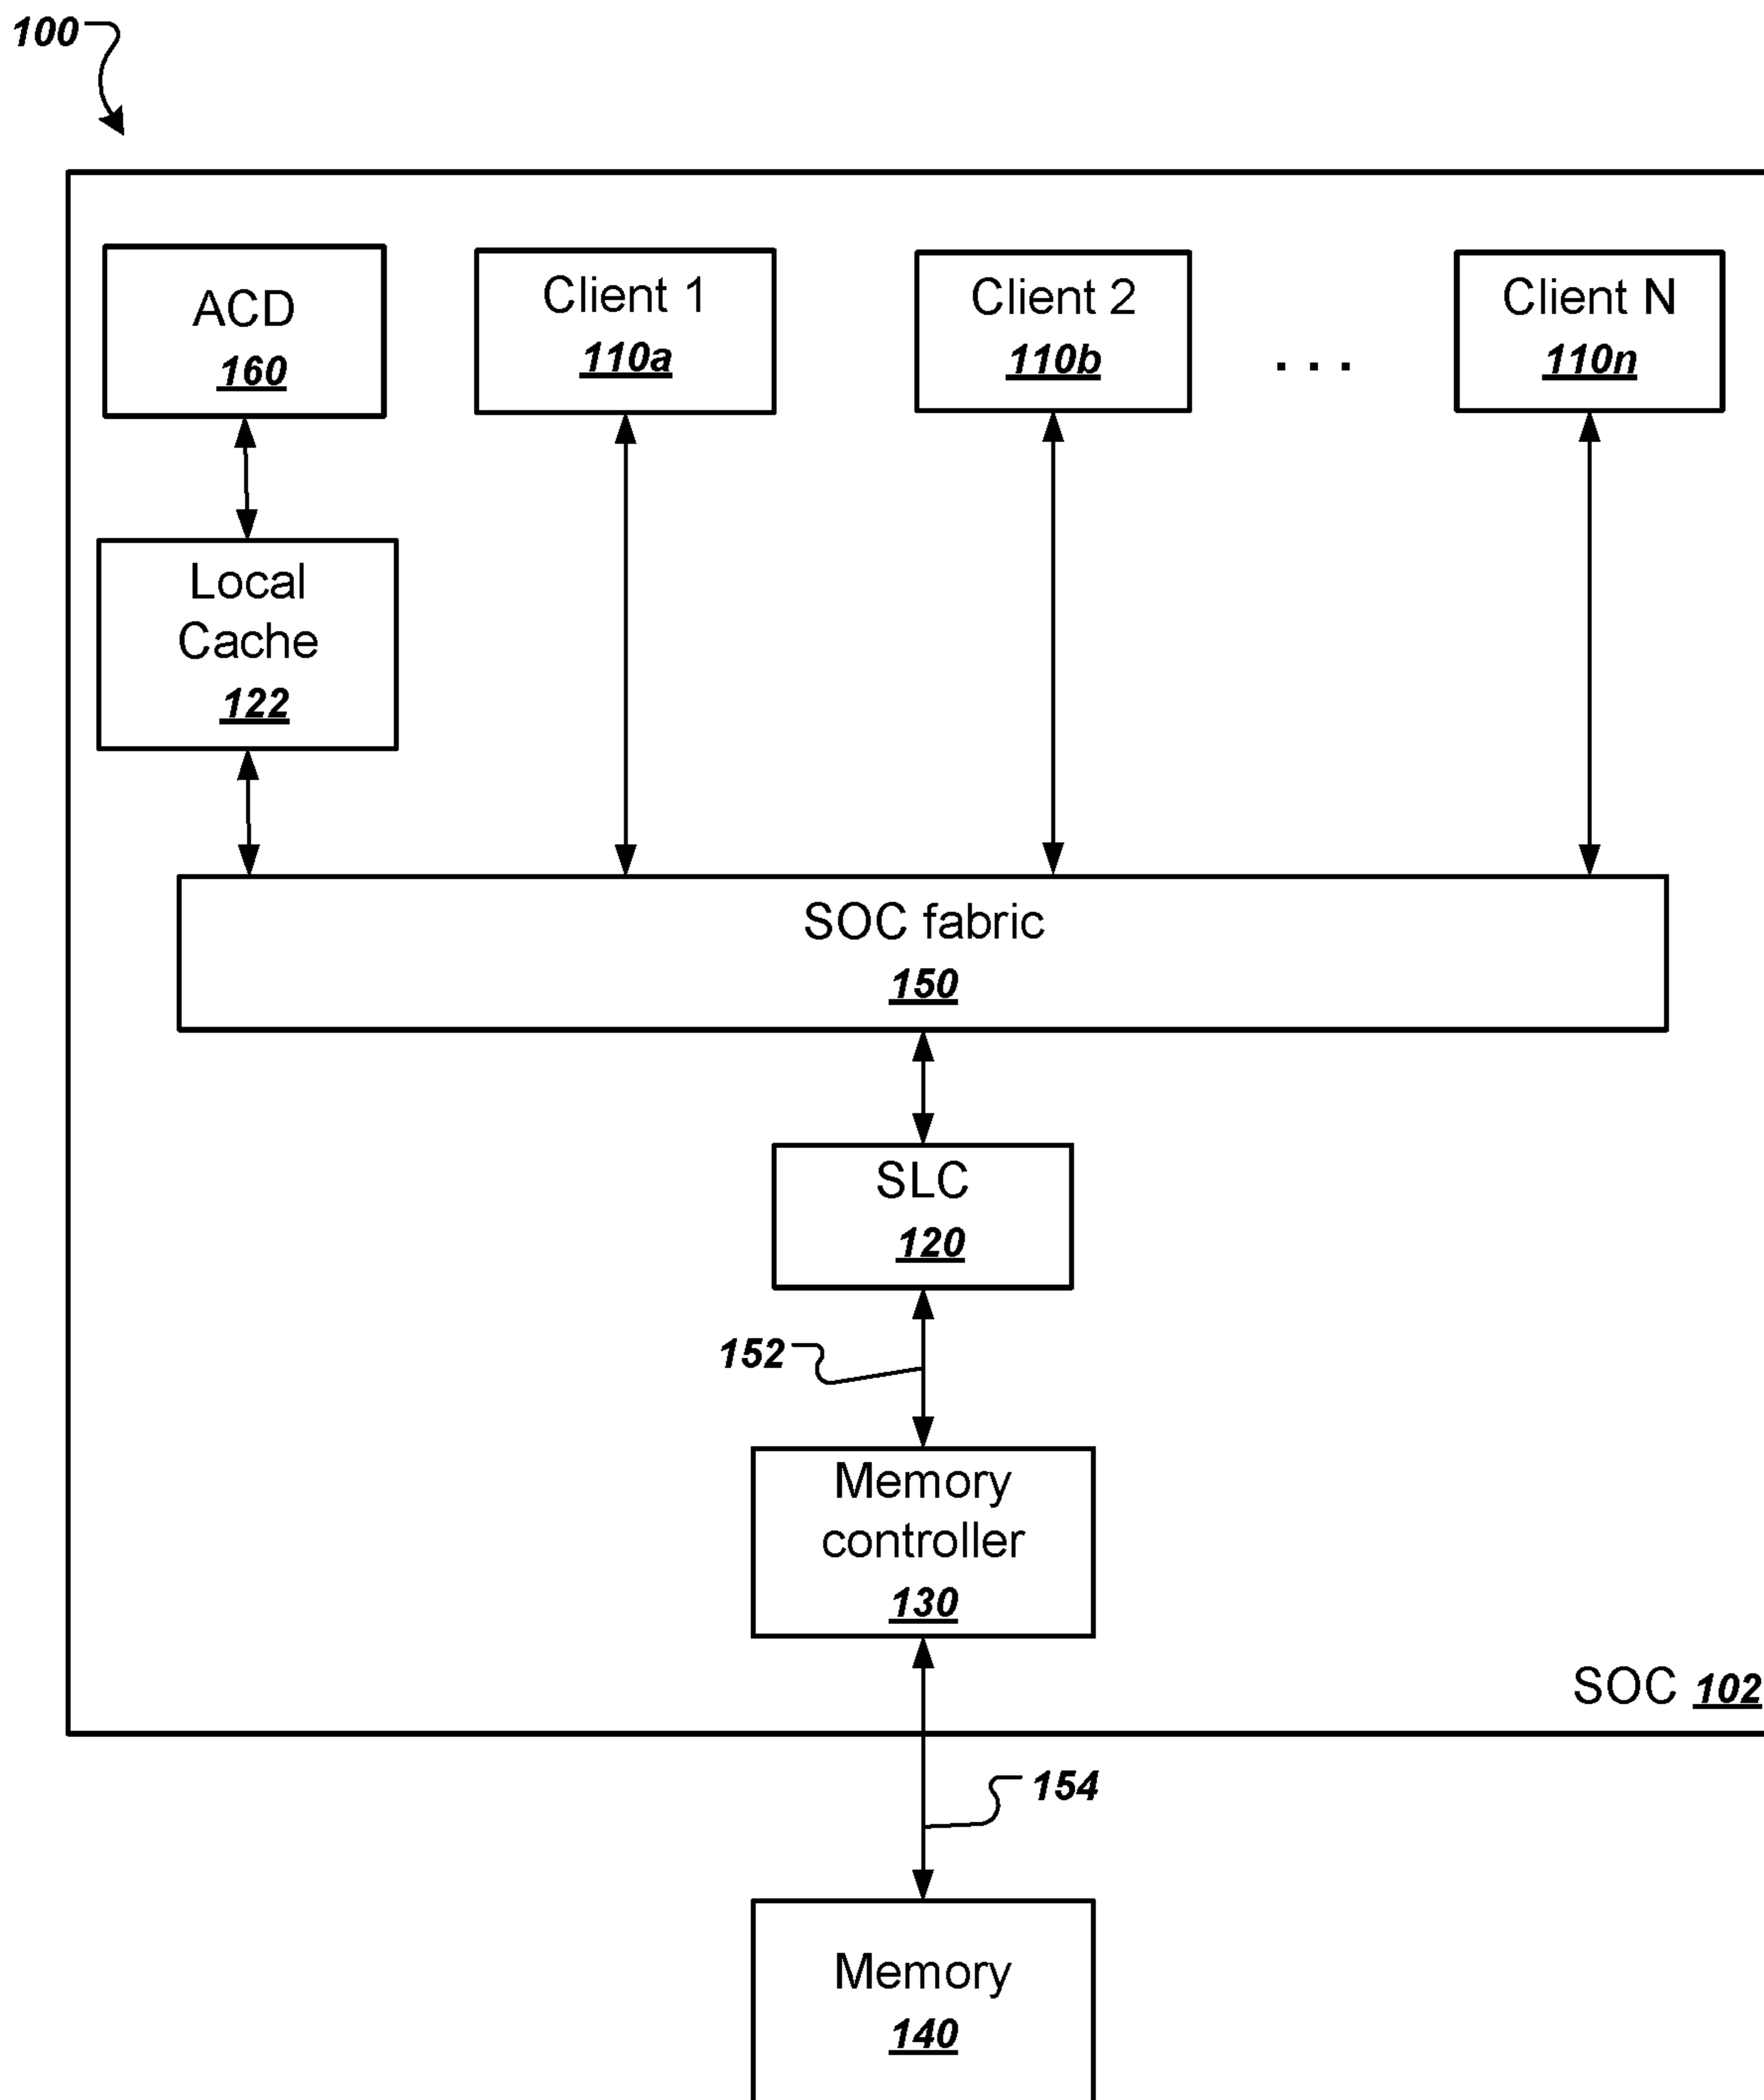 100
ACD
160
Client 1
110a
Client 2
110b
. . .
Client N
110n
Local
Cache
122
SOC fabric
150
SLC
120
152
Memory
controller
130
SOC 102
154
Memory
140